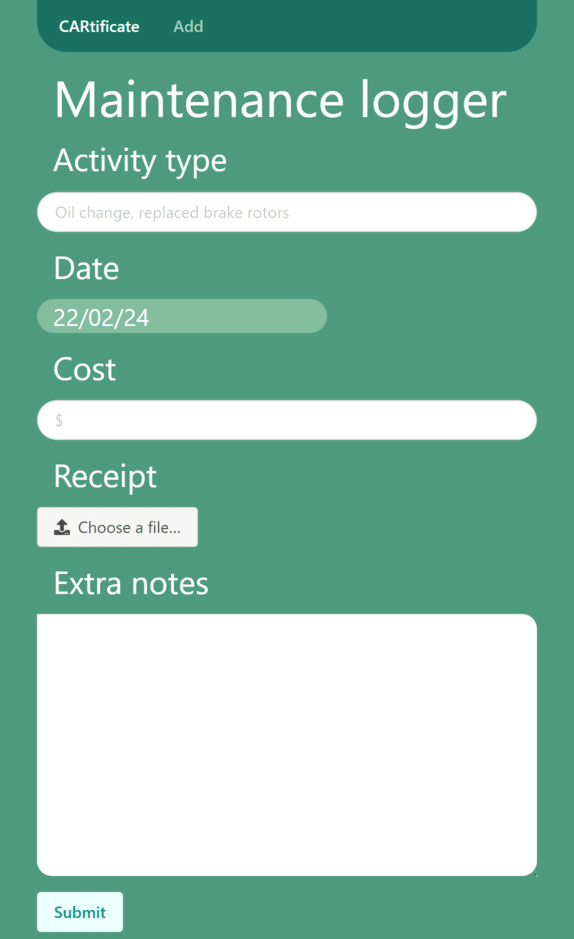 CARtificate Add
Maintenance logger
Activity type
Oil change, replaced brake rotors
Date
22/02/24
Cost
$
Receipt
Choose a file...
Extra notes
Submit